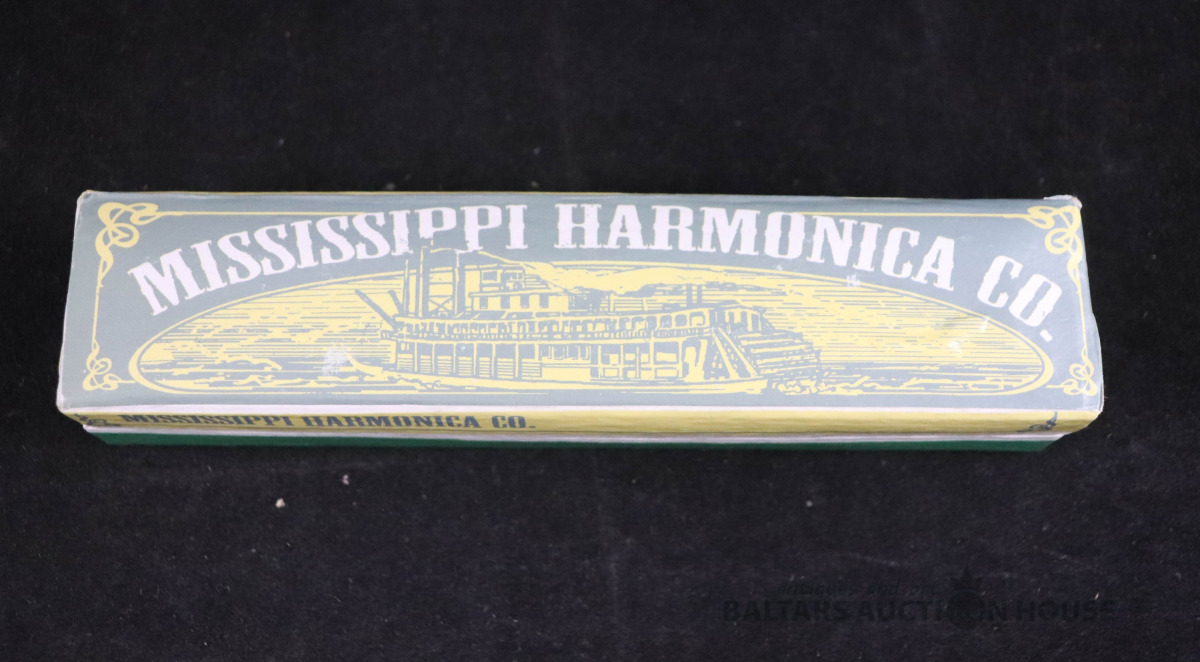 MISSISSIPPI HARMONICA CO.
MISSISSIPPI HARMONICA CO.
BALTARS AUCTION HOUSE